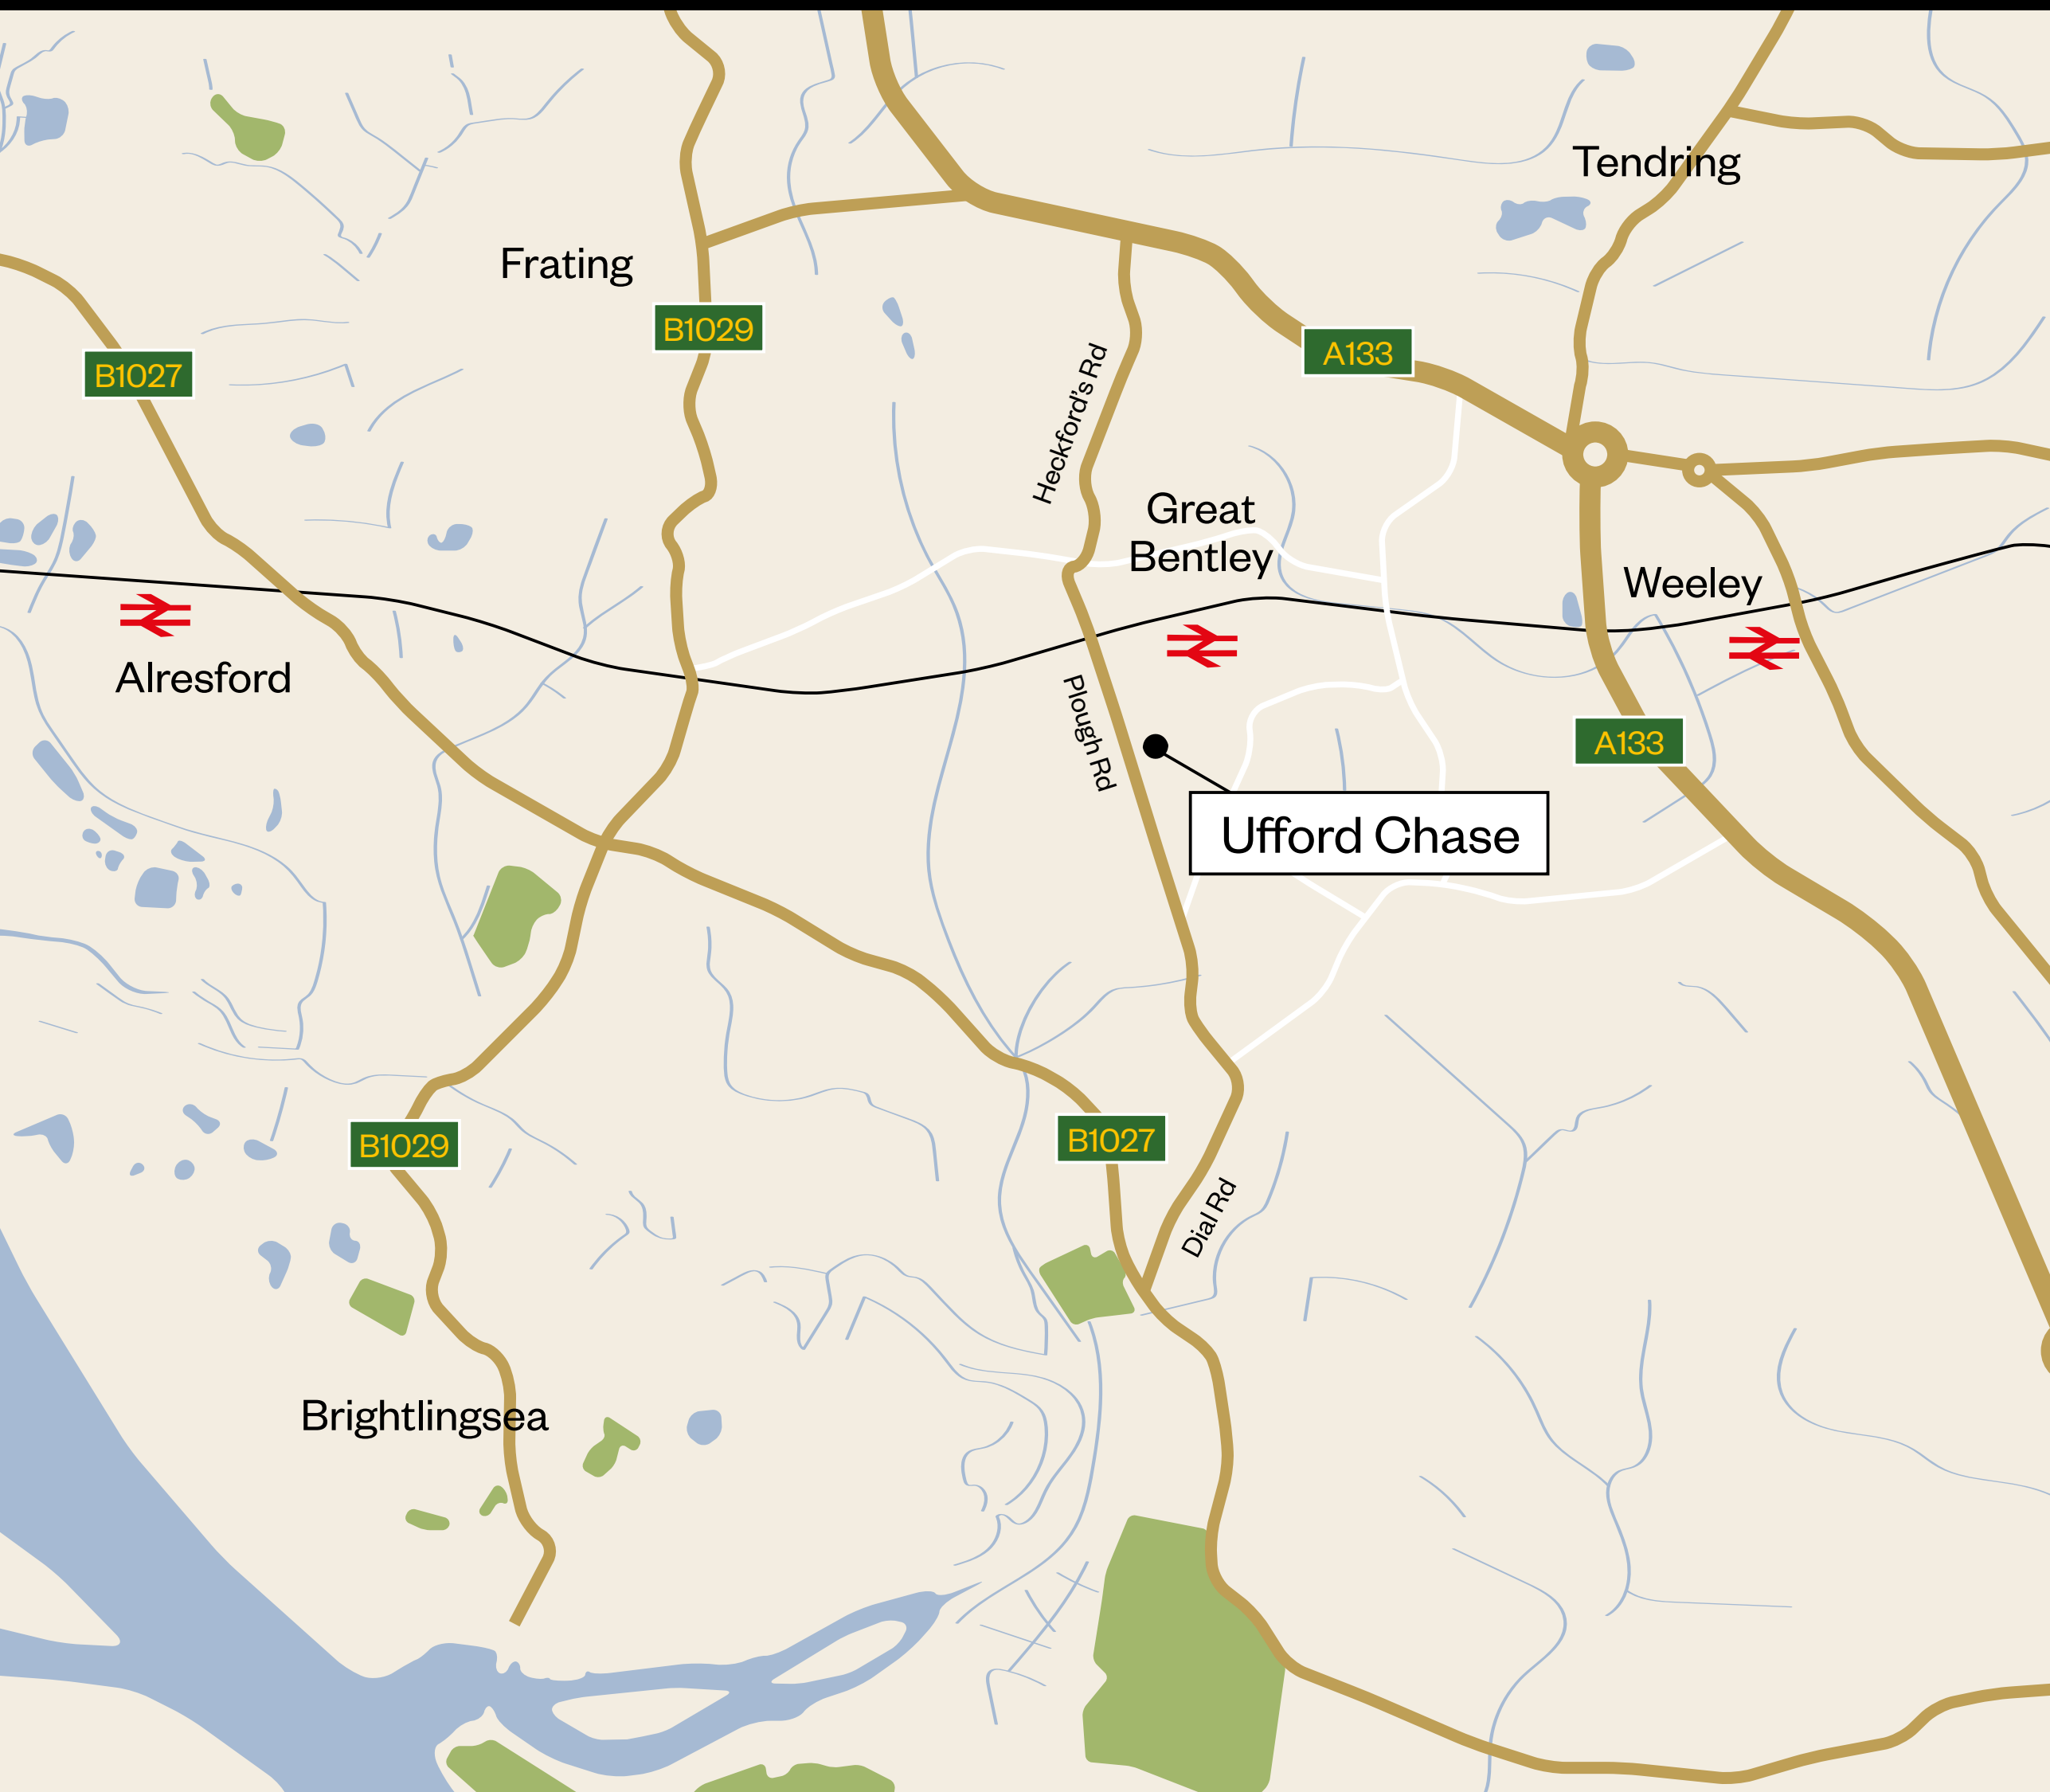 Tendring
Frating
B1029
A133
B1027
Heckford's Rd
Great
Bentley
Weeley
Alresford
Plough Rd
A133
Ufford Chase
B1029
B1027
Dial Rd
Brightlingsea